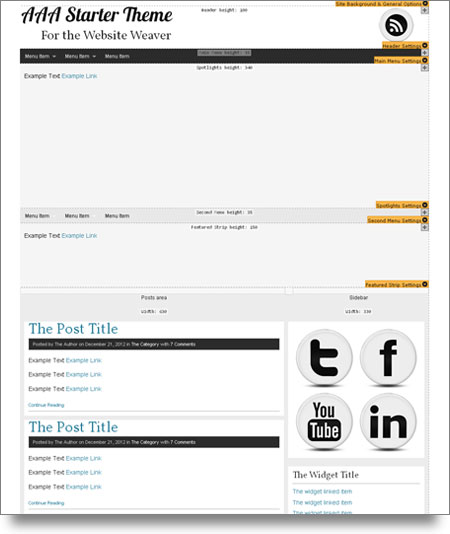 Site Background & General Options
AAA Starter Theme
Header height: 100
For the Website Weaver
Header Settings
Menu Item Menu Item Menu Item
Main Menu Settings
Spotlights height: 340
Example Text Example Link
Spotlights Settings
Menu Item Menu Item Menu Item
Second Menu height: 35
Second Menu Settings
Featured Strip height: 250
Example Text Example Link
Featured Strip Settings
Posts area
Sidebar
Width: 630
Width: 330
The Post Title
Posted by The Author on December 21, 2012 in The Category with 7 Comments
Example Text Example Link
Example Text Example Link
Example Text Example Link
Continue Reading
The Post Title
Posted by The Author on December 21, 2012 in The Category with 7 Comments
Example Text Example Link
Example Text Example Link
Example Text Example Link
Continue Reading
t
f
You
Tube
in
The Widget Title
The widget linked item
The widget linked item
The widget linked item